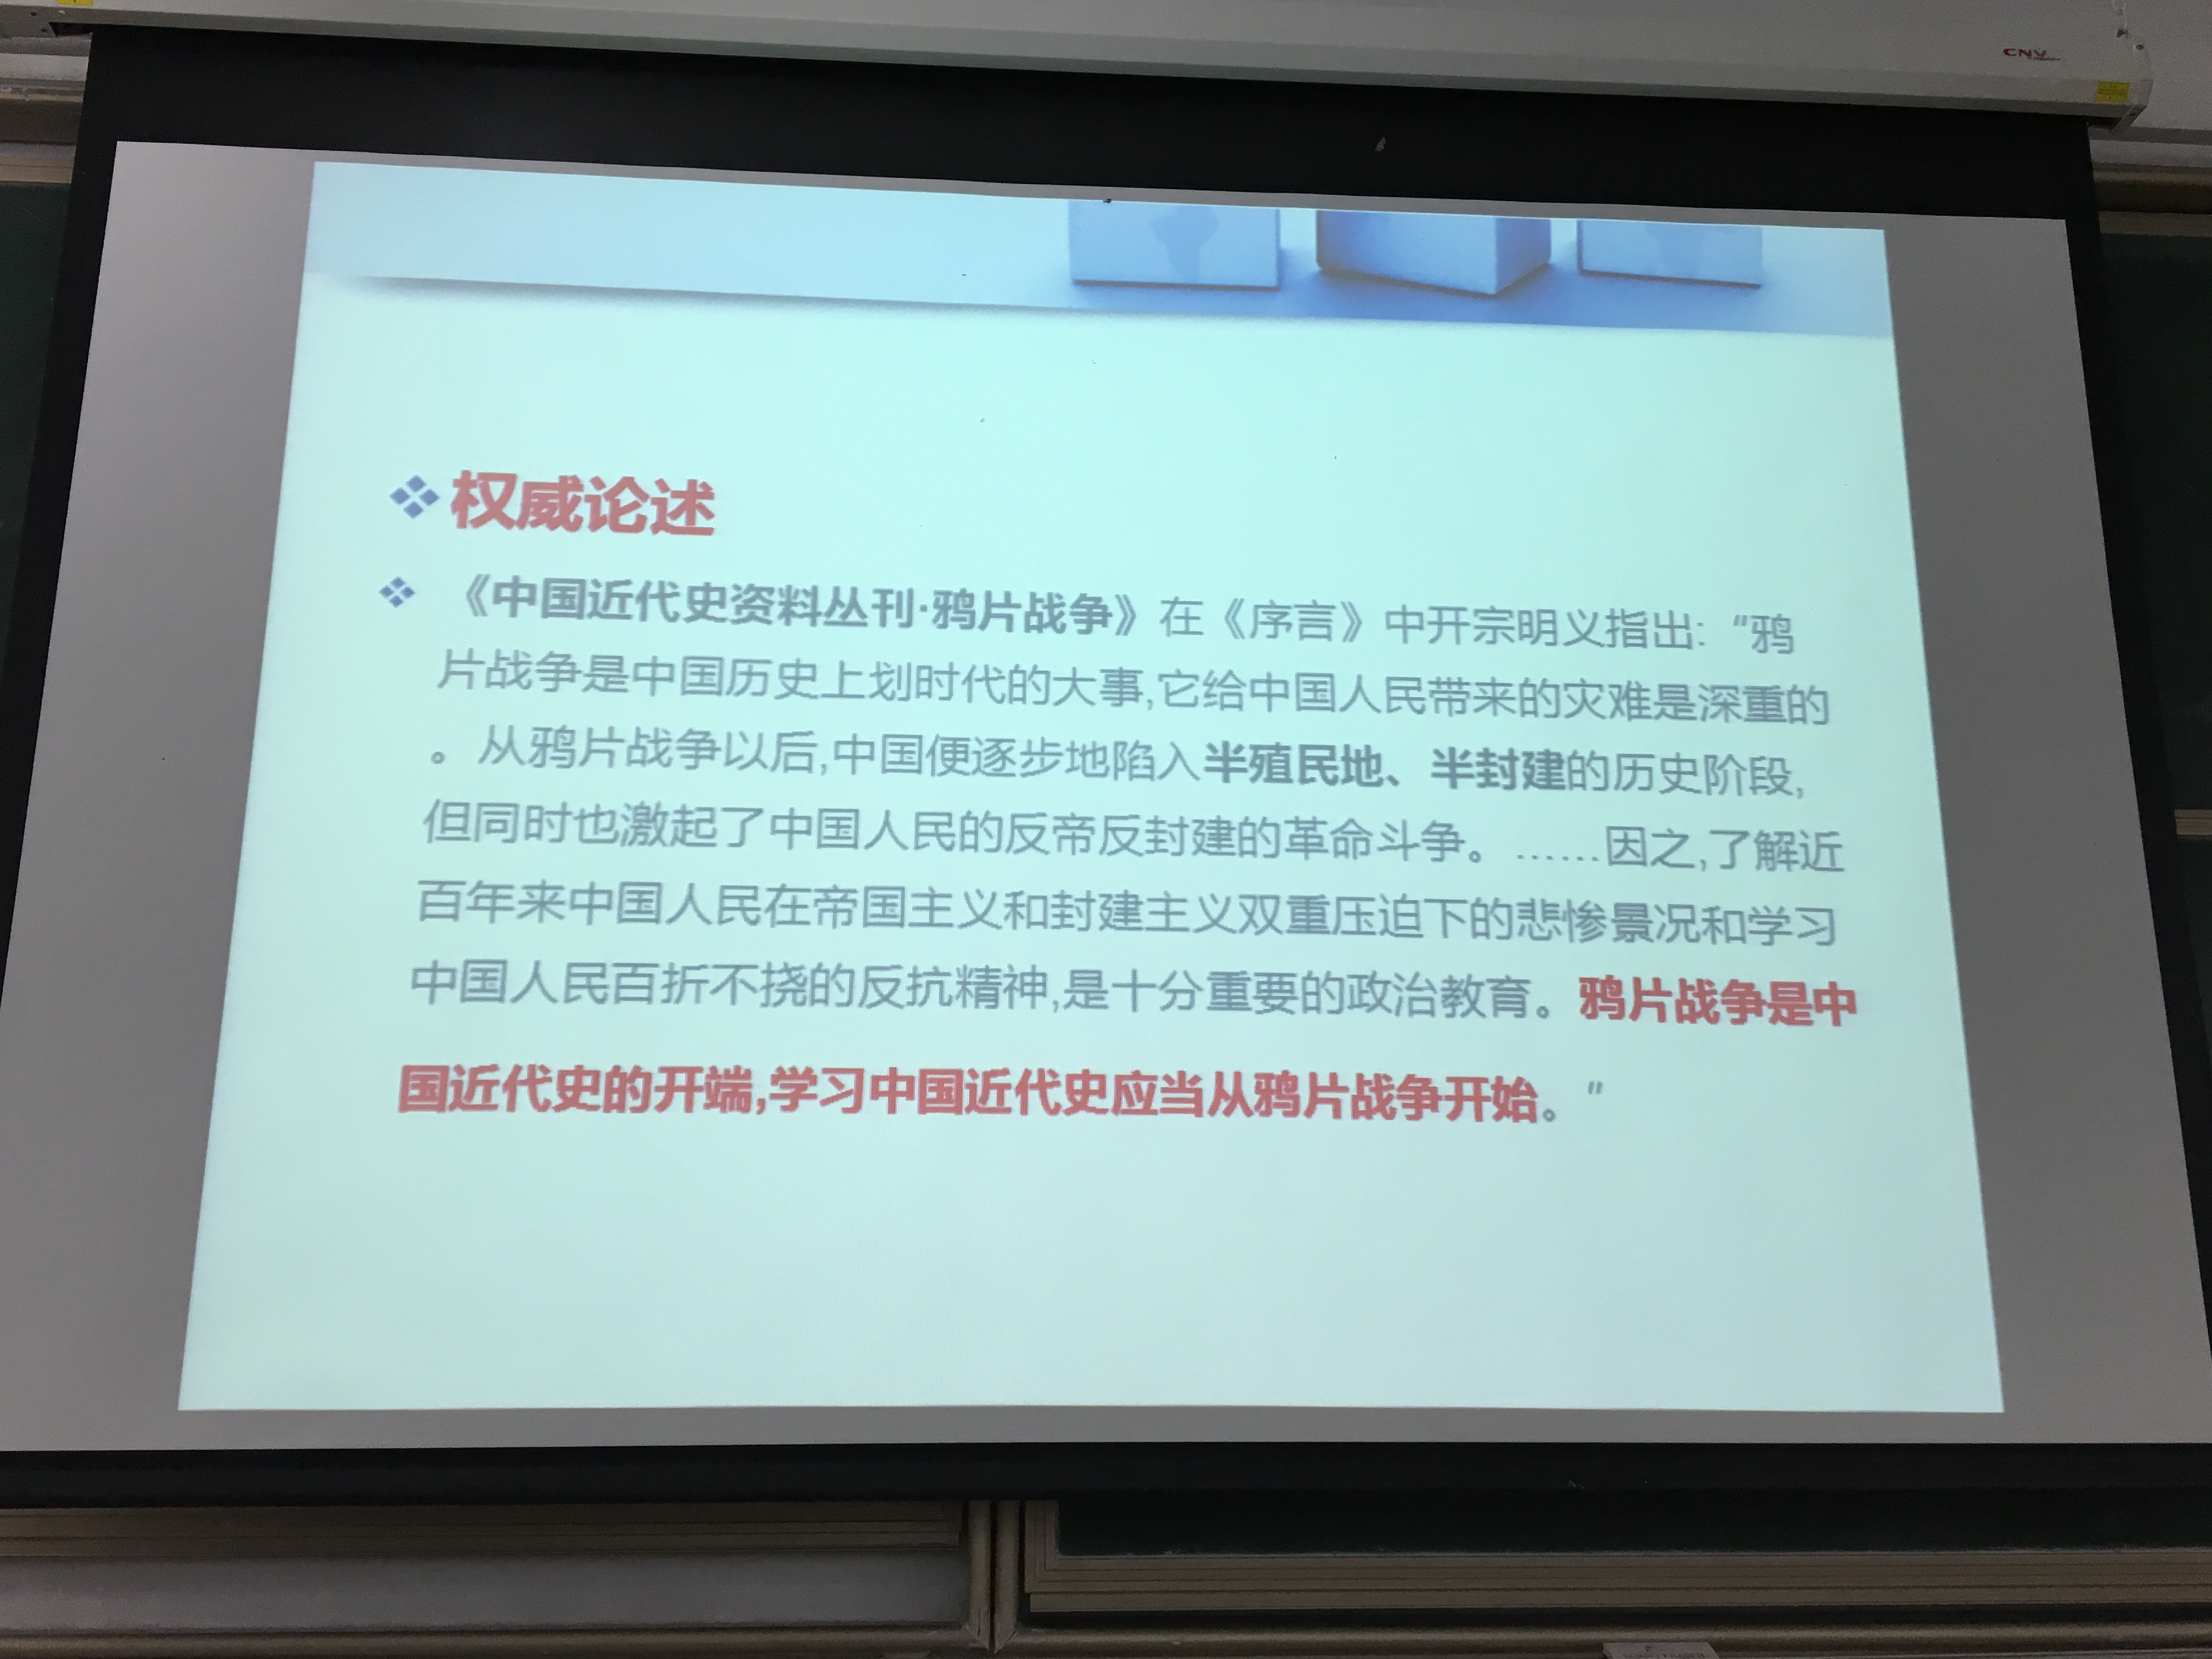 CNV
权威论述
《中国近代史资料丛刊·鸦片战争》在《序言》中开宗明义指出: "鸦
片战争是中国历史上划时代的大事,它给中国人民带来的灾难是深重的
。从鸦片战争以后,中国便逐步地陷入半殖民地、半封建的历史阶段,
但同时也激起了中国人民的反帝反封建的革命斗争。……因之,了解近
百年来中国人民在帝国主义和封建主义双重压迫下的悲惨景况和学习
中国人民百折不挠的反抗精神,是十分重要的政治教育。鸦片战争是中
国近代史的开端,学习中国近代史应当从鸦片战争开始。"